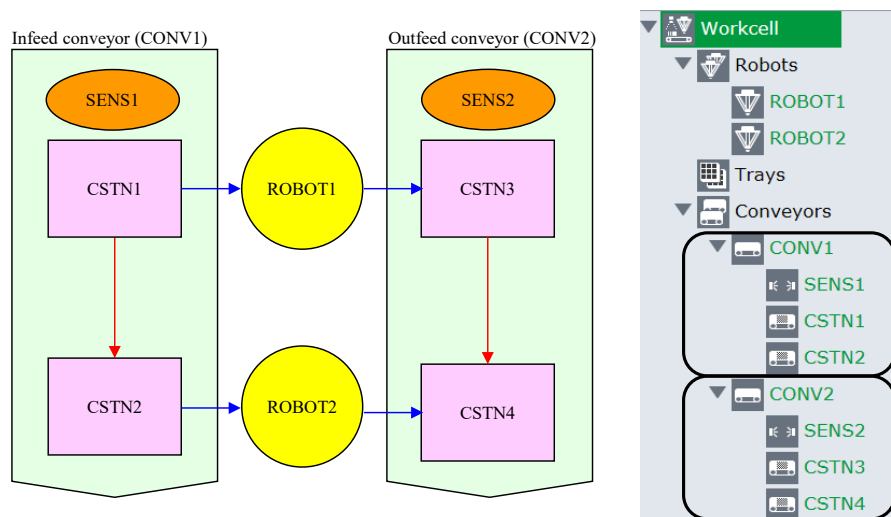 Infeed conveyor (CONV1)
Outfeed conveyor (CONV2)
SENS1
SENS2
CSTN1
ROBOT1
CSTN3
CSTN2
ROBOT2
CSTN4
Workcell
Robots
ROBOT1
ROBOT2
Trays
Conveyors
CONV1
SENS1
CSTN1
CSTN2
CONV2
SENS2
CSTN3
CSTN4